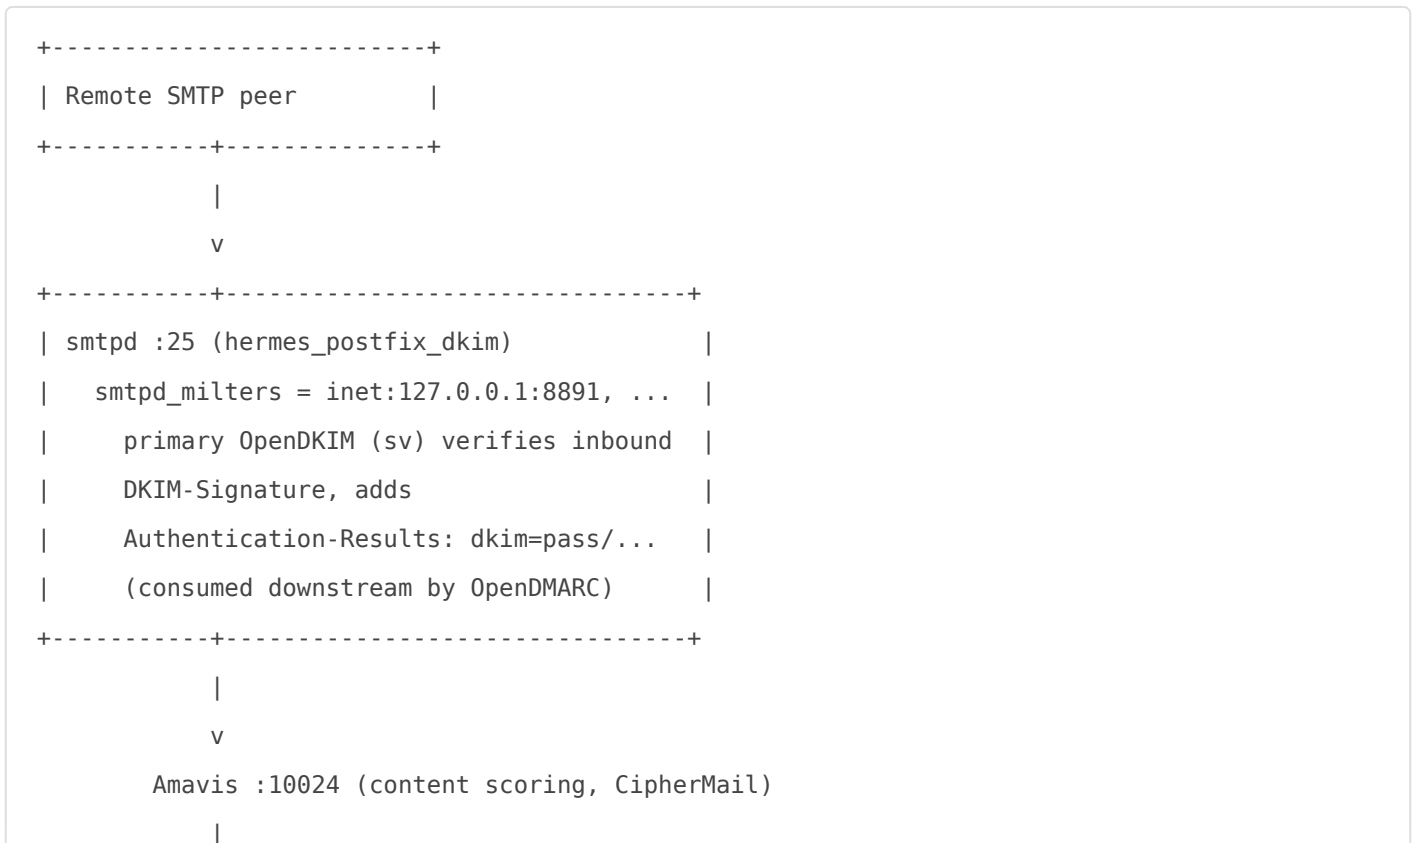 +--------------------------+
| Remote SMTP peer         |
+-----------+--------------+
            |
            v
+-----------+--------------------------------+
| smtpd :25 (hermes_postfix_dkim)             |
|   smtpd_milters = inet:127.0.0.1:8891, ...  |
|     primary OpenDKIM (sv) verifies inbound  |
|     DKIM-Signature, adds                    |
|     Authentication-Results: dkim=pass/...   |
|     (consumed downstream by OpenDMARC)      |
+-----------+--------------------------------+
            |
            v
        Amavis :10024 (content scoring, CipherMail)
            |